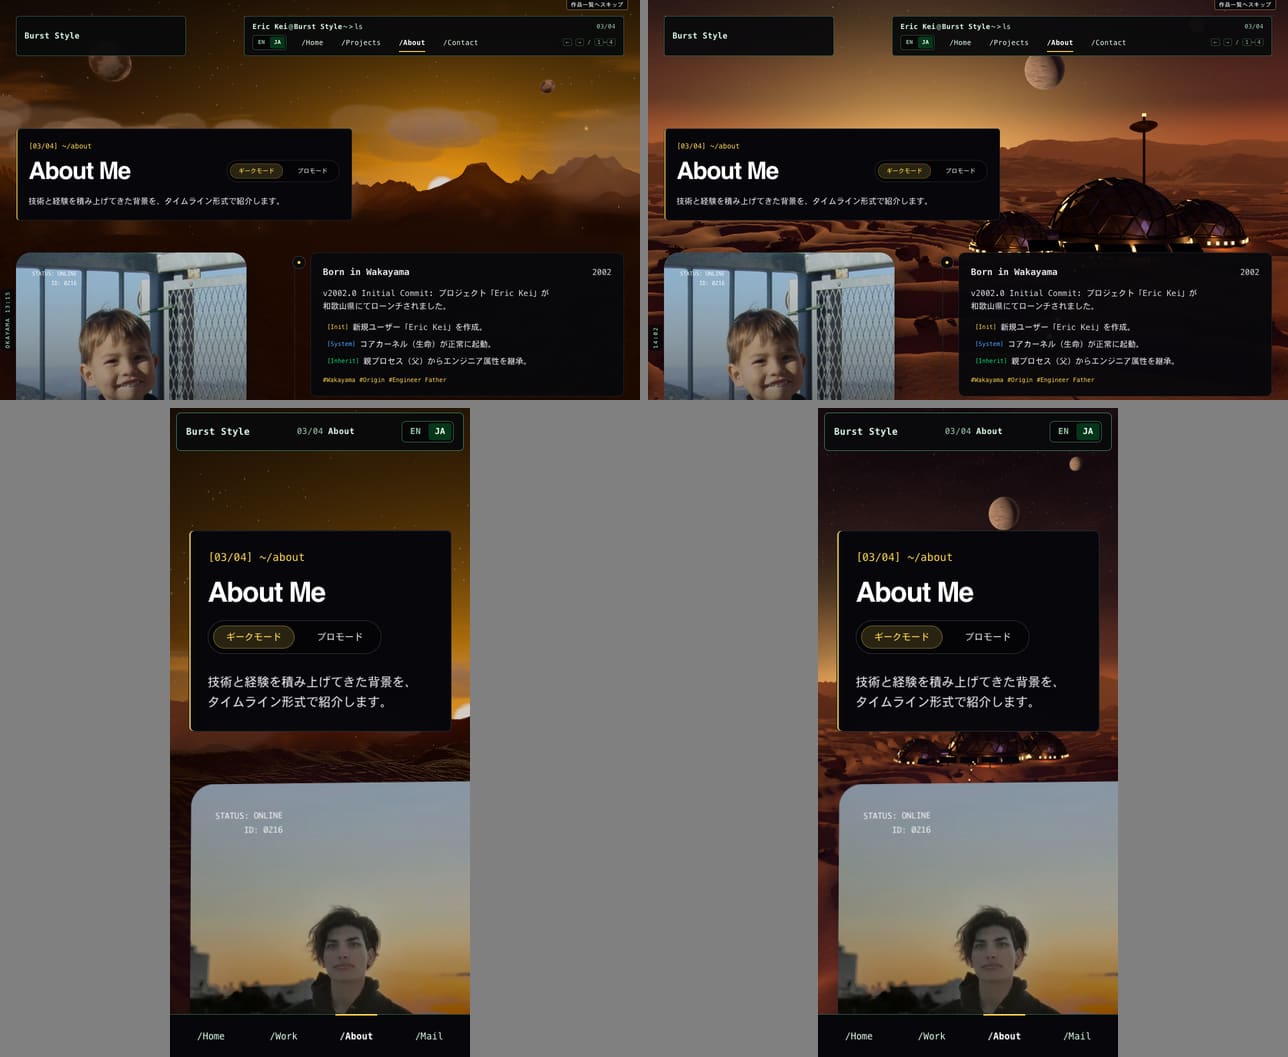 作品一覧へスキップ
Burst Style
Eric Kei@Burst Style~>ls
03/04
EN JA /Home /Projects /About /Contact
← → / 1-4
[03/04] ~/about
About Me
ギークモード プロモード
技術と経験を積み上げてきた背景を、タイムライン形式で紹介します。
STATUS: ONLINE
ID: 0216
OKAYAMA 13:15
Born in Wakayama 2002
v2002.0 Initial Commit: プロジェクト「Eric Kei」が
和歌山県にてローンチされました。
[Init] 新規ユーザー「Eric Kei」を作成。
[System] コアカーネル（生命）が正常に起動。
[Inherit] 親プロセス（父）からエンジニア属性を継承。
#Wakayama #Origin #Engineer Father
作品一覧へスキップ
Burst Style
Eric Kei@Burst Style~>ls
03/04
EN JA /Home /Projects /About /Contact
← → / 1-4
[03/04] ~/about
About Me
ギークモード プロモード
技術と経験を積み上げてきた背景を、タイムライン形式で紹介します。
STATUS: ONLINE
ID: 0216
14:02
Born in Wakayama 2002
v2002.0 Initial Commit: プロジェクト「Eric Kei」が
和歌山県にてローンチされました。
[Init] 新規ユーザー「Eric Kei」を作成。
[System] コアカーネル（生命）が正常に起動。
[Inherit] 親プロセス（父）からエンジニア属性を継承。
#Wakayama #Origin #Engineer Father
Burst Style 03/04 About EN JA
[03/04] ~/about
About Me
ギークモード プロモード
技術と経験を積み上げてきた背景を、
タイムライン形式で紹介します。
STATUS: ONLINE
ID: 0216
/Home /Work /About /Mail
Burst Style 03/04 About EN JA
[03/04] ~/about
About Me
ギークモード プロモード
技術と経験を積み上げてきた背景を、
タイムライン形式で紹介します。
STATUS: ONLINE
ID: 0216
/Home /Work /About /Mail